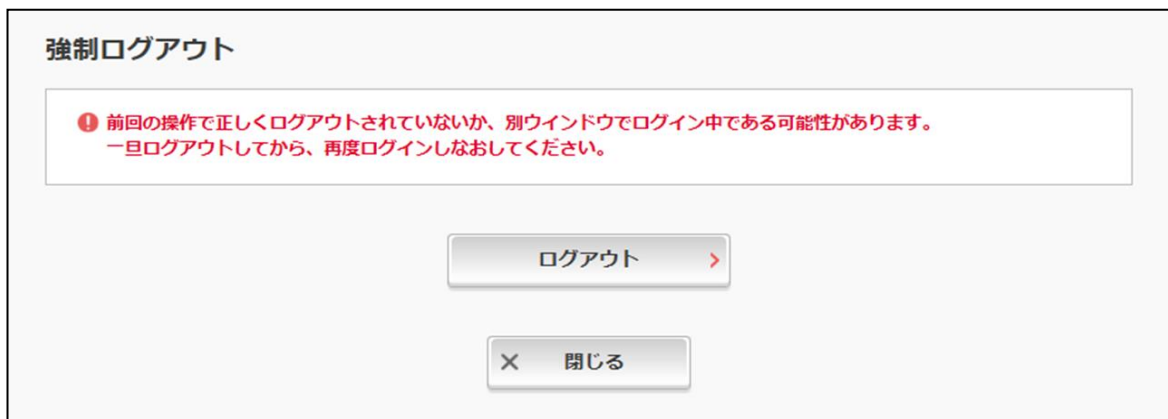 強制ログアウト
前回の操作で正しくログアウトされていないか、別ウインドウでログイン中である可能性があります。
一旦ログアウトしてから、再度ログインしなおしてください。
ログアウト
閉じる